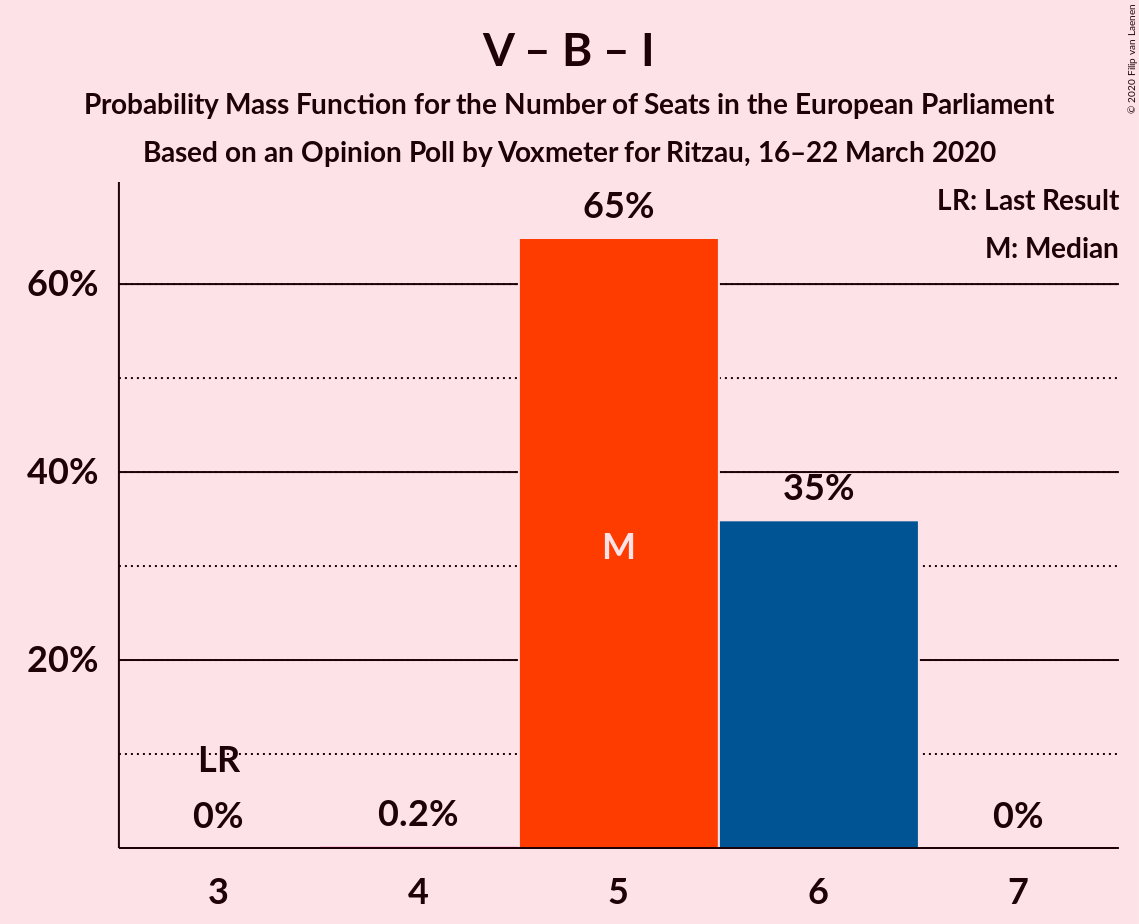 V – B – I
Probability Mass Function for the Number of Seats in the European Parliament
Based on an Opinion Poll by Voxmeter for Ritzau, 16–22 March 2020
© 2020 Filip van Laenen
LR: Last Result
M: Median
65%
60%
40%
35%
M
20%
LR
0%
0.2%
0%
3 4 5 6 7